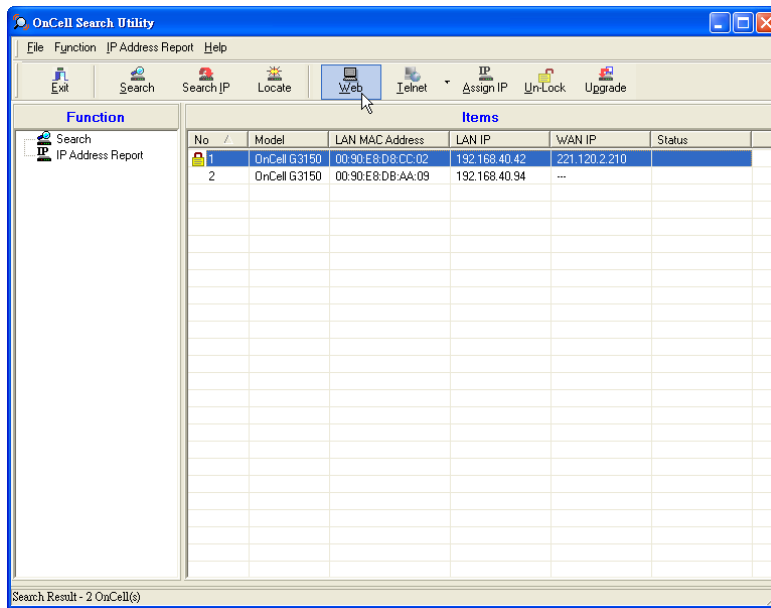 OnCell Search Utility
File Function IP Address Report Help
Exit Search Search IP Locate Web Telnet IP Assign IP Un-Lock Upgrade
Function
Search
IP IP Address Report
Items
No Model LAN MAC Address LAN IP WAN IP Status
1 OnCell G3150 00:90:E8:D8:CC:02 192.168.40.42 221.120.2.210
2 OnCell G3150 00:90:E8:DB:AA:09 192.168.40.94 ---
Search Result - 2 OnCell(s)